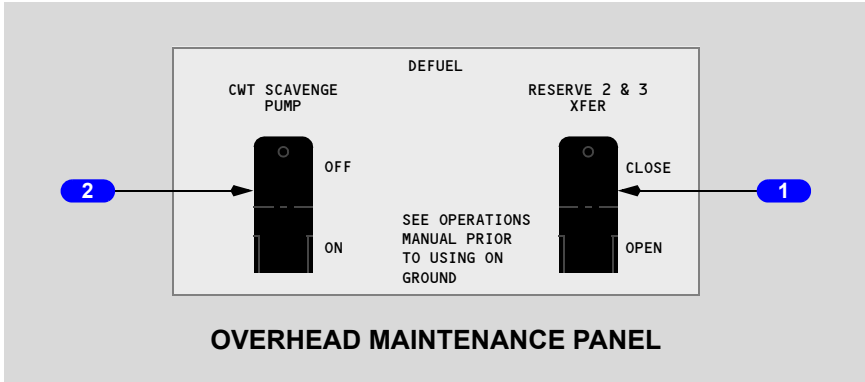 DEFUEL
CWT SCAVENGE
PUMP
RESERVE 2 & 3
XFER
OFF
CLOSE
2
1
SEE OPERATIONS
MANUAL PRIOR
TO USING ON
GROUND
ON
OPEN
OVERHEAD MAINTENANCE PANEL